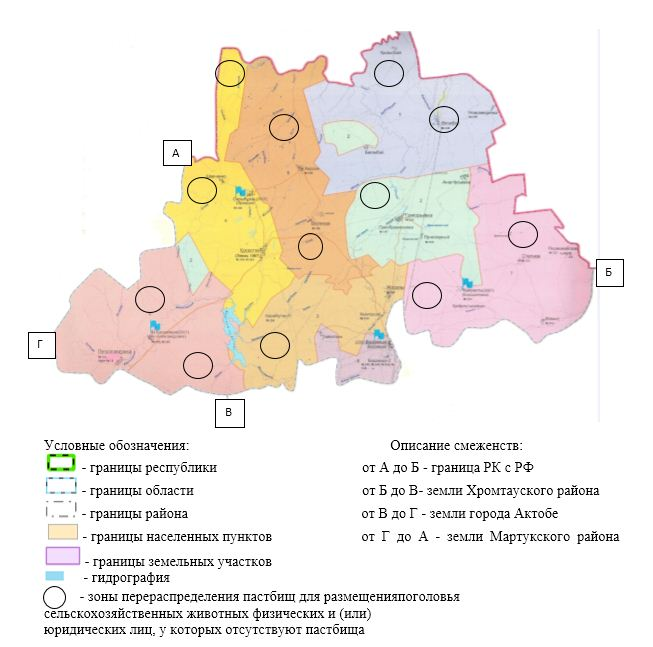 А
Б
Г
В
Условные обозначения:
- границы республики
- границы области
- границы района
- границы населенных пунктов
- границы земельных участков
- гидрография
- зоны перераспределения пастбищ для размещенияпоголовья
сельскохозяйственных животных физических и (или)
юридических лиц, у которых отсутствуют пастбища
Описание смеженств:
от А до Б - граница РК с РФ
от Б до В- земли Хромтауского района
от В до Г - земли города Актобе
от Г до А - земли Мартукского района